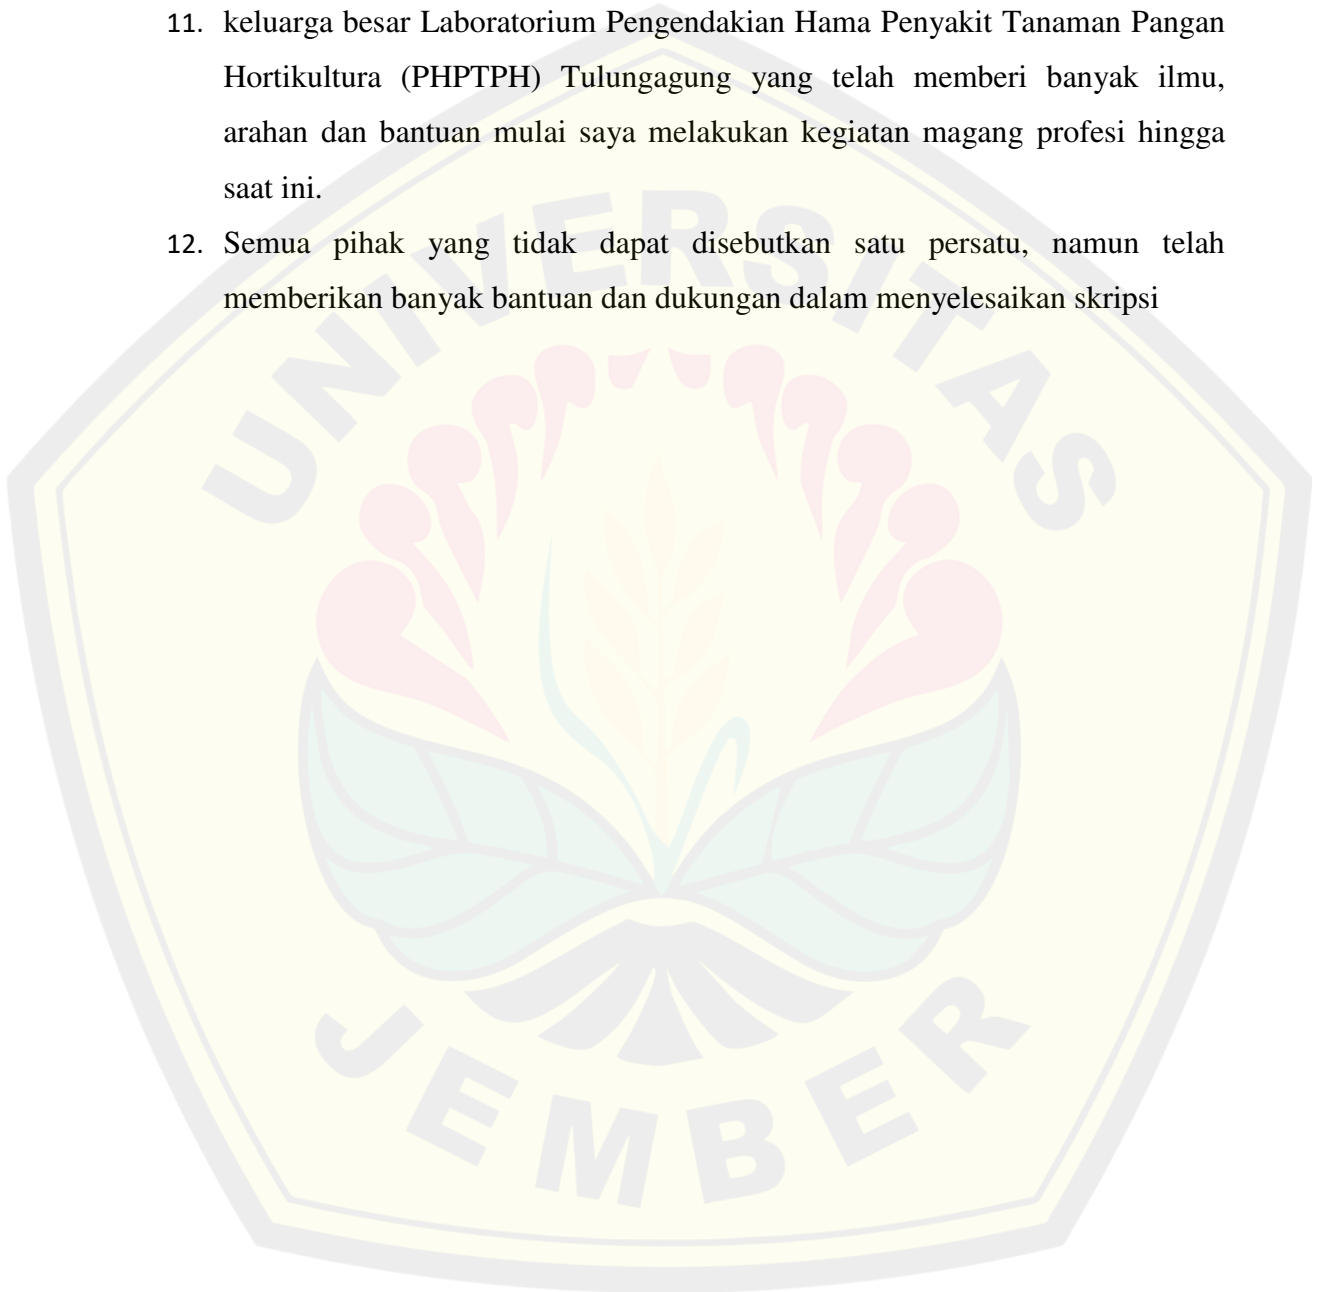 11. keluarga besar Laboratorium Pengendakian Hama Penyakit Tanaman Pangan
Hortikultura (PHPTPH) Tulungagung yang telah memberi banyak ilmu,
arahan dan bantuan mulai saya melakukan kegiatan magang profesi hingga
saat ini.
12. Semua pihak yang tidak dapat disebutkan satu persatu, namun telah
memberikan banyak bantuan dan dukungan dalam menyelesaikan skripsi
UNIVERSITAS
JEMBER